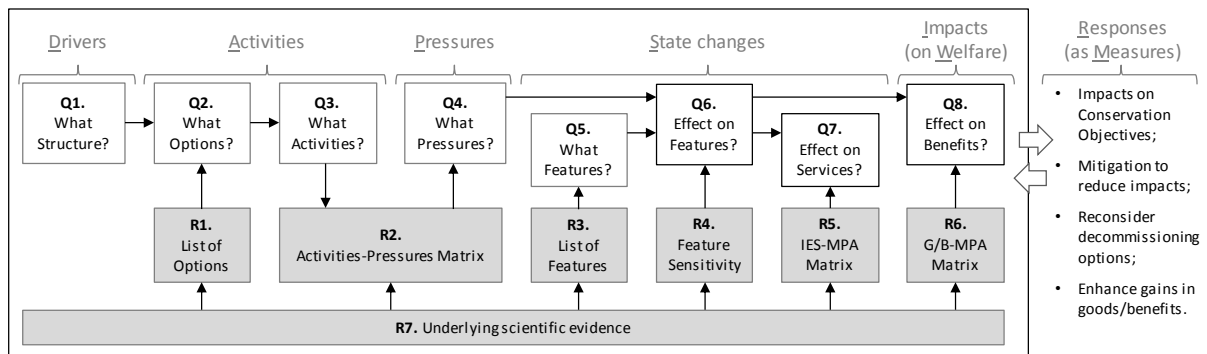 Drivers
Activities
Pressures
State changes
Impacts
(on Welfare)
Responses
(as Measures)
Q1.
What
Structure?
Q2.
What
Options?
Q3.
What
Activities?
Q4.
What
Pressures?
Q5.
What
Features?
Q6.
Effect on
Features?
Q7.
Effect on
Services?
Q8.
Effect on
Benefits?
R1.
List of
Options
R2.
Activities-Pressures Matrix
R3.
List of
Features
R4.
Feature
Sensitivity
R5.
IES-MPA
Matrix
R6.
G/B-MPA
Matrix
R7. Underlying scientific evidence
• Impacts on
Conservation
Objectives;
• Mitigation to
reduce impacts;
• Reconsider
decommissioning
options;
• Enhance gains in
goods/benefits.